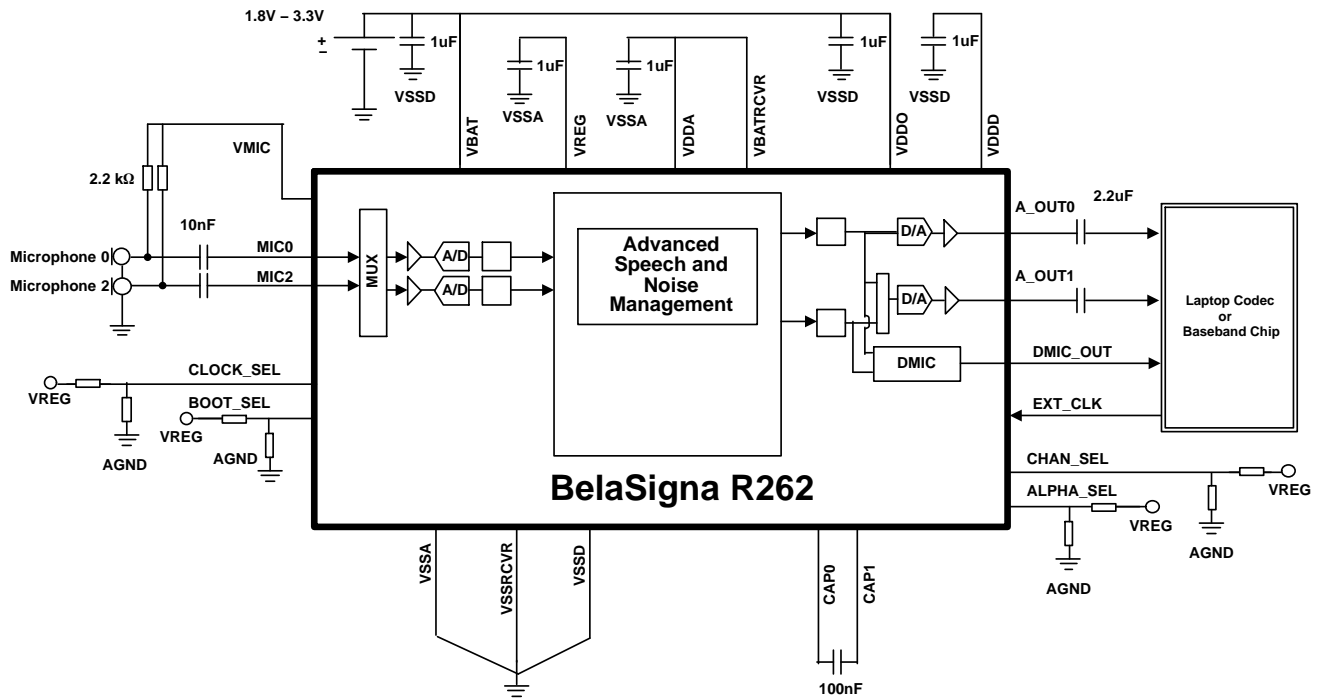 1.8V – 3.3V
+
–
1uF
VSSD
1uF
VSSA
1uF
VSSA
1uF
VSSD
1uF
VSSD
VBAT
VREG
VDDA
VBATRCVR
VDDO
VDDD
VMIC
2.2 kΩ
10nF
Microphone 0
MIC0
Microphone 2
MIC2
MUX
A/D
A/D
Advanced
Speech and
Noise
Management
D/A
D/A
DMIC
A_OUT0
2.2uF
A_OUT1
DMIC_OUT
EXT_CLK
Laptop Codec
or
Baseband Chip
CLOCK_SEL
VREG
BOOT_SEL
VREG
AGND
AGND
BelaSigna R262
CHAN_SEL
VREG
ALPHA_SEL
VREG
AGND
AGND
VSSA
VSSRCVR
VSSD
CAP0
CAP1
100nF